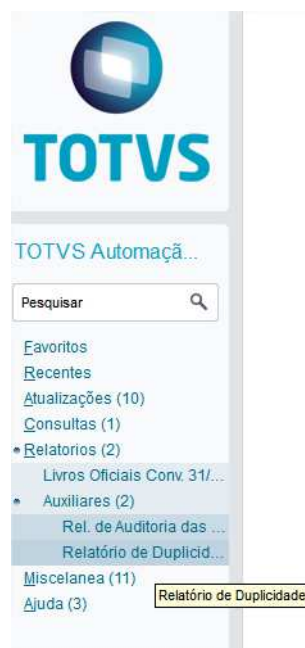 TOTVS
TOTVS Automaçã...
Pesquisar
Favoritos
Recentes
Atualizações (10)
Consultas (1)
Relatorios (2)
Livros Oficiais Conv. 31/...
Auxiliares (2)
Rel. de Auditoria das ...
Relatório de Duplicid...
Miscelanea (11)
Relatório de Duplicidade
Ajuda (3)